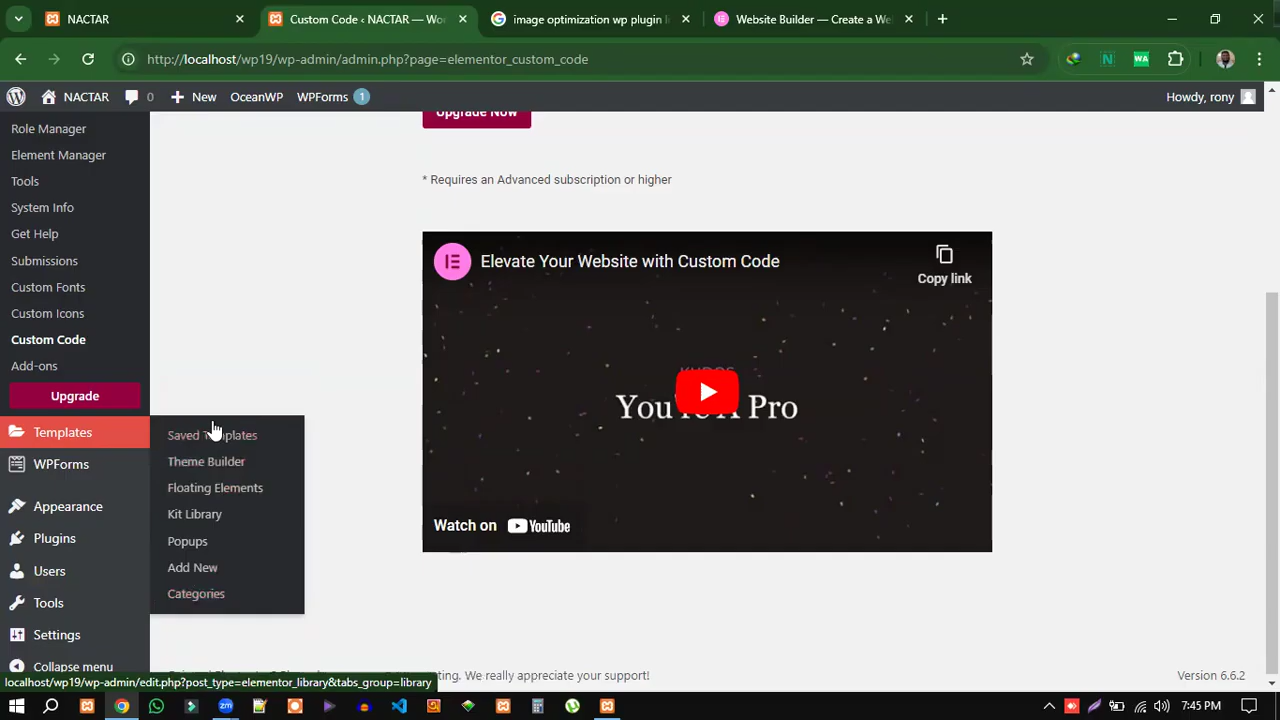 NACTAR
Custom Code ‹ NACTAR — Wo
image optimization wp plugin l
Website Builder — Create a We
http://localhost/wp19/wp-admin/admin.php?page=elementor_custom_code
NACTAR 0 New OceanWP WPForms 1 Howdy, rony
Role Manager
Element Manager
Tools
System Info
Get Help
Submissions
Custom Fonts
Custom Icons
Custom Code
Add-ons
Upgrade
Templates
WPForms
Appearance
Plugins
Users
Tools
Settings
Collapse menu
Saved Templates
Theme Builder
Floating Elements
Kit Library
Popups
Add New
Categories
Upgrade Now
* Requires an Advanced subscription or higher
Elevate Your Website with Custom Code
Copy link
KUDOS
You're A Pro
Watch on YouTube
ting. We really appreciate your support!
Version 6.6.2
localhost/wp19/wp-admin/edit.php?post_type=elementor_library&tabs_group=library
7:45 PM